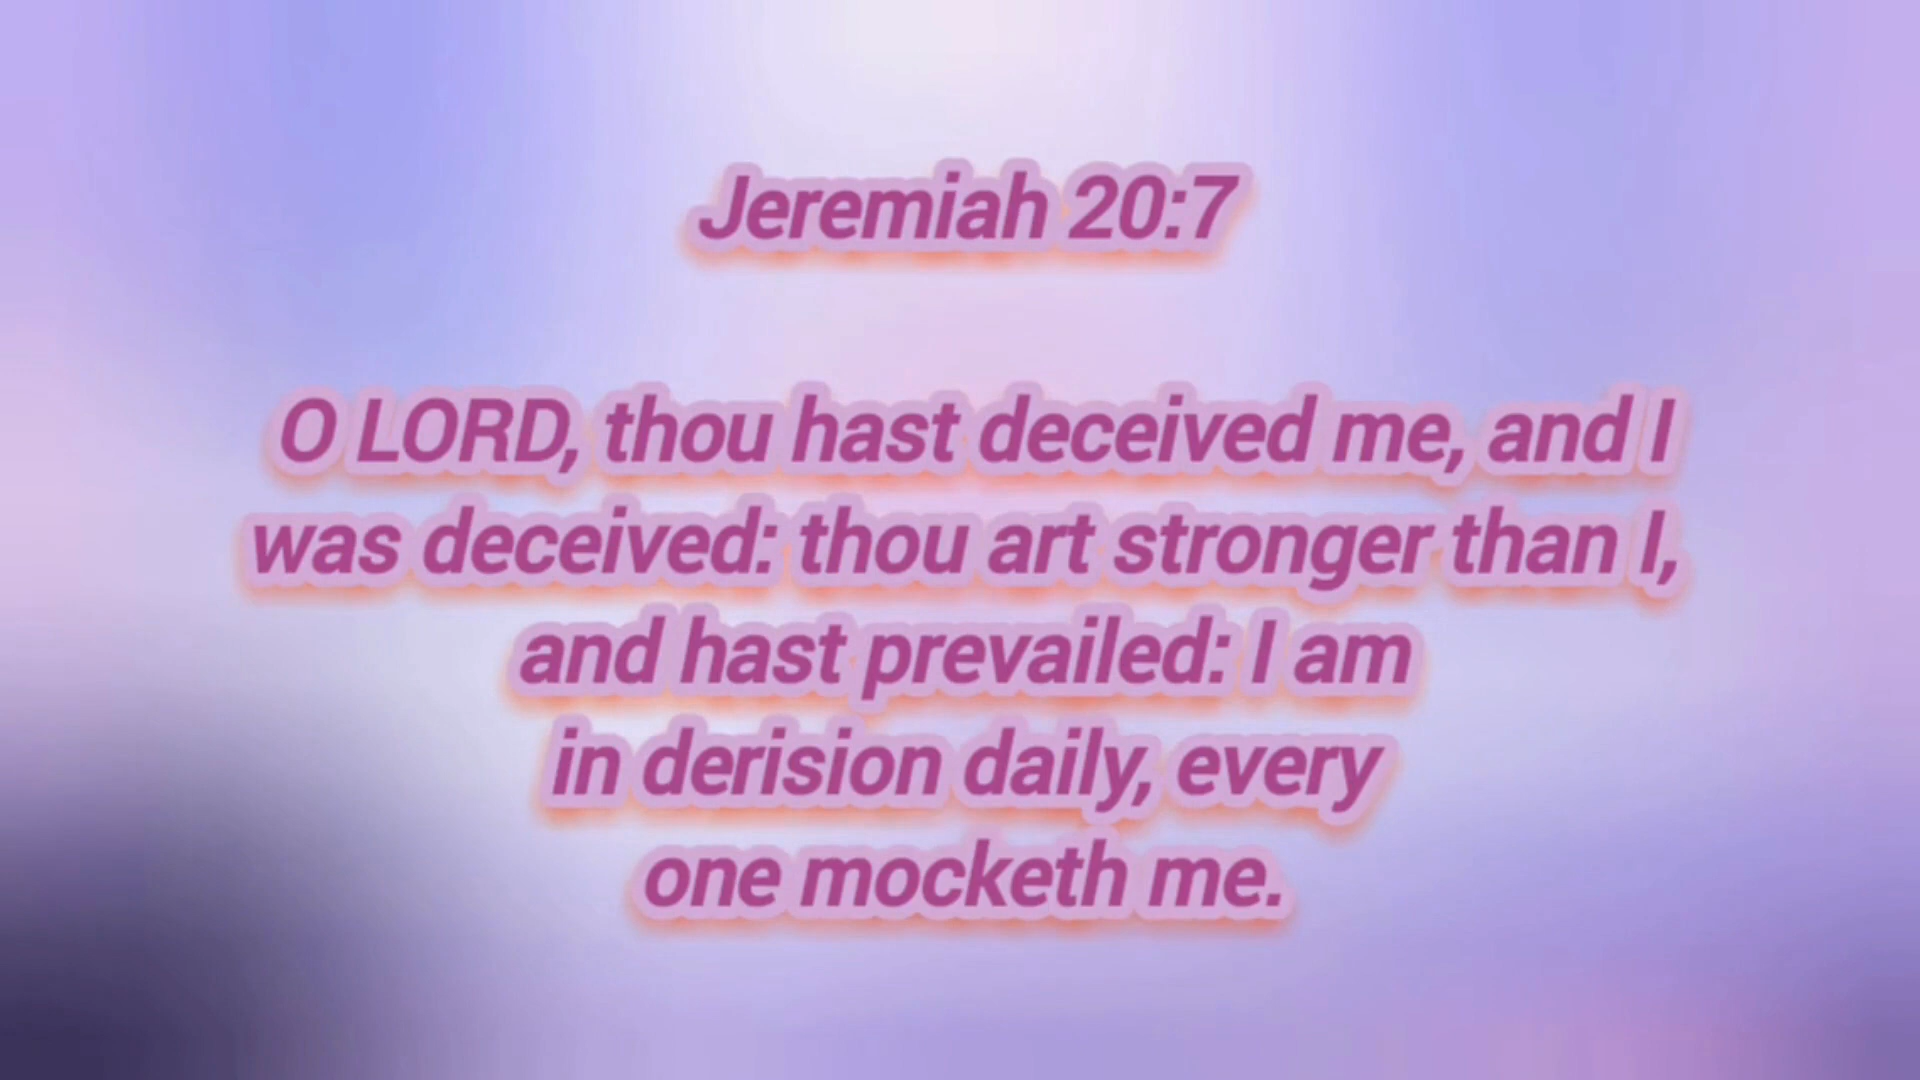 Jeremiah 20:7
O LORD, thou hast deceived me, and I
was deceived: thou art stronger than I,
and hast prevailed: I am
in derision daily, every
one mocketh me.